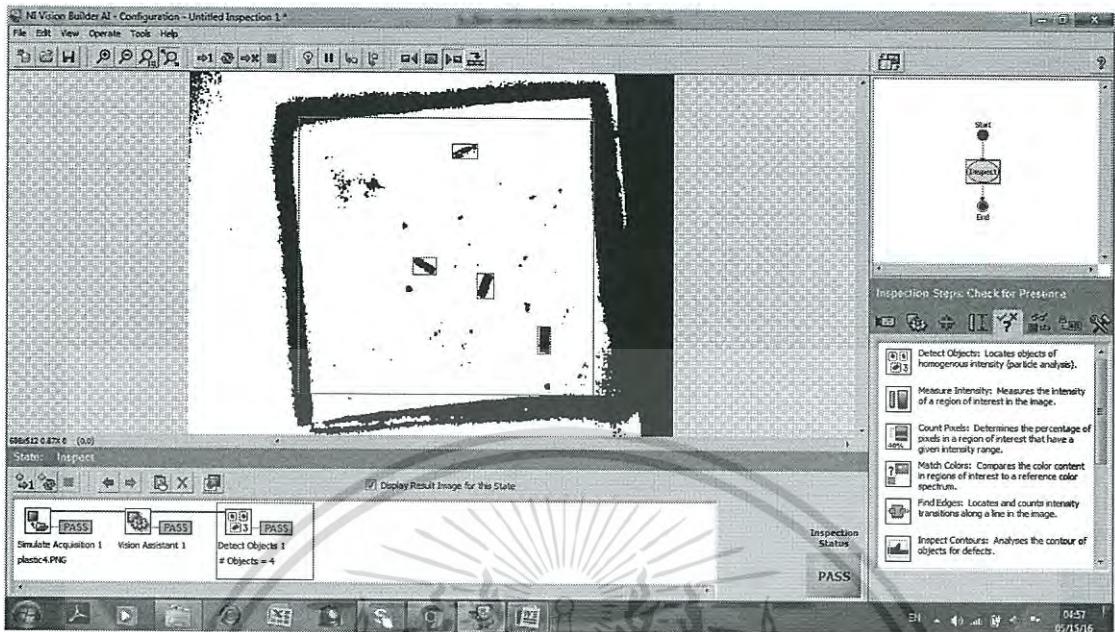 NI Vision Builder AI - Configuration - Untitled Inspection 1 *
File Edit View Operate Tools Help
Start
Inspect
End
Inspection Steps: Check for Presence
Detect Objects: Locates objects of
homogenous intensity (particle analysis).
Measure Intensity: Measures the intensity
of a region of interest in the image.
Count Pixels: Determines the percentage of
pixels in a region of interest that have a
given intensity range.
Match Colors: Compares the color content
in regions of interest to a reference color
spectrum.
Find Edges: Locates and counts intensity
transitions along a line in the image.
Inspect Contours: Analyses the contour of
objects for defects.
State: Inspect
Display Result Image for this State
PASS
PASS
PASS
Simulate Acquisition 1
Vision Assistant 1
Detect Objects 1
plastic4.PNG
# Objects = 4
Inspection
Status
PASS
EN
04:57
05/15/16